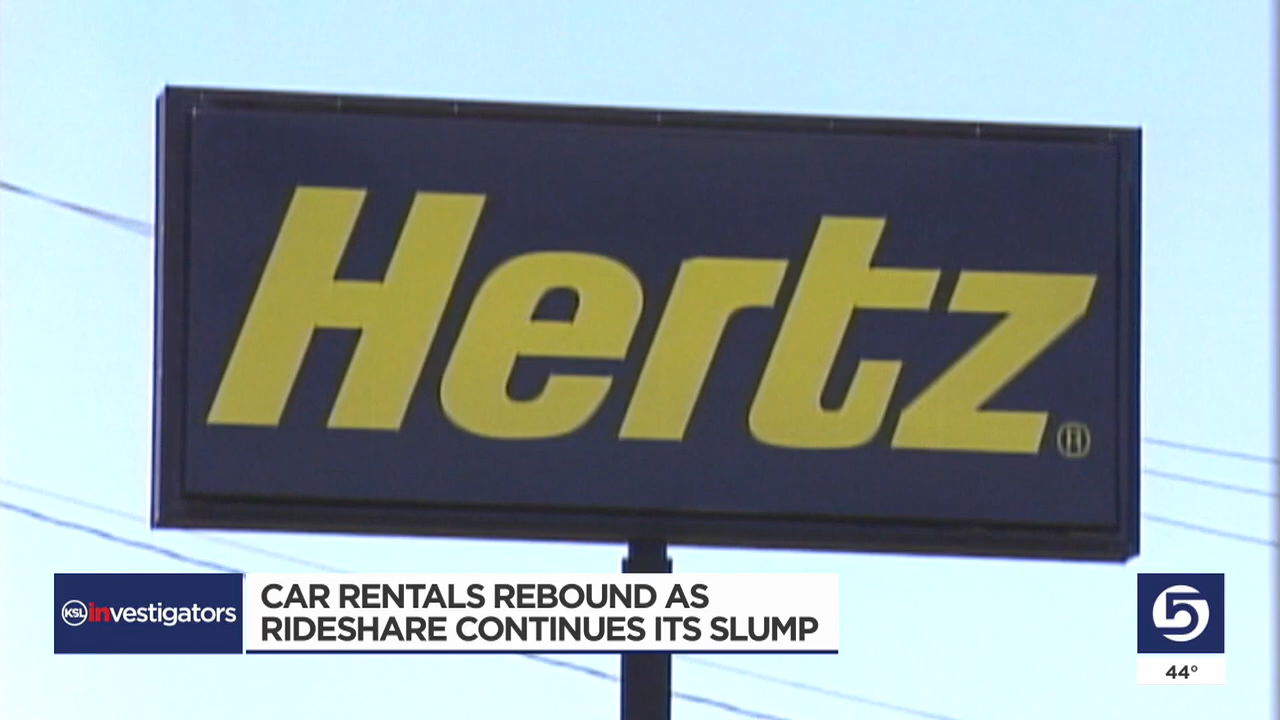 Hertz
KSL investigators
CAR RENTALS REBOUND AS
RIDESHARE CONTINUES ITS SLUMP
5
44°